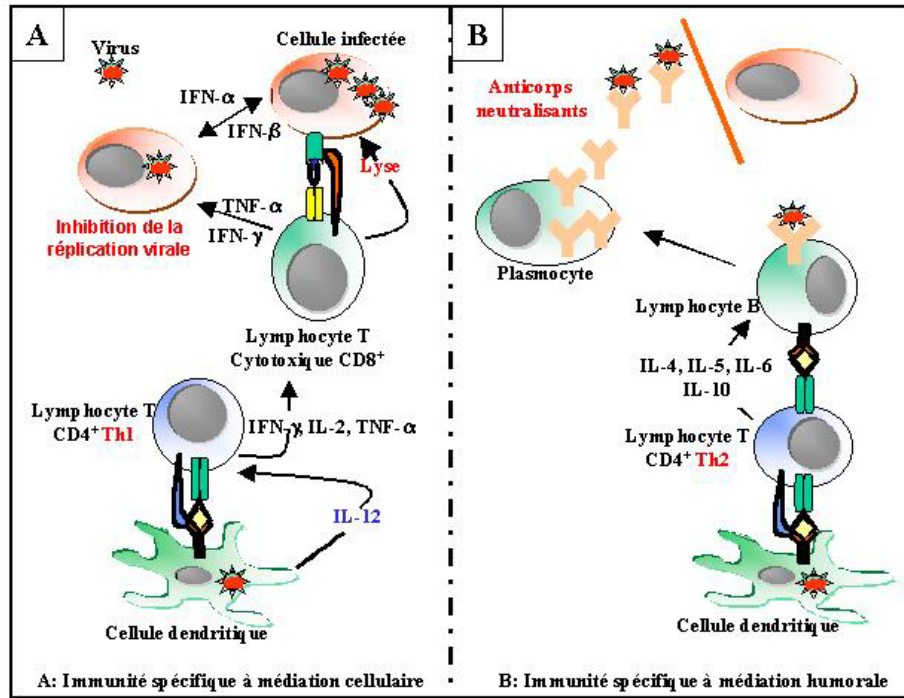 A
Virus
Cellule infectée
IFN-α
IFN-β
Lyse
TNF-α
IFN-γ
Inhibition de la
réplication virale
Lymphocyte T
Cytotoxique CD8+
Lymphocyte T
CD4+ Th1
IFN-γ, IL-2, TNF-α
IL-12
Cellule dendritique
A: Immunité spécifique à médiation cellulaire
B
Anticorps
neutralisants
Plasmocyte
Lymphocyte B
IL-4, IL-5, IL-6
IL-10
Lymphocyte T
CD4+ Th2
Cellule dendritique
B: Immunité spécifique à médiation humorale